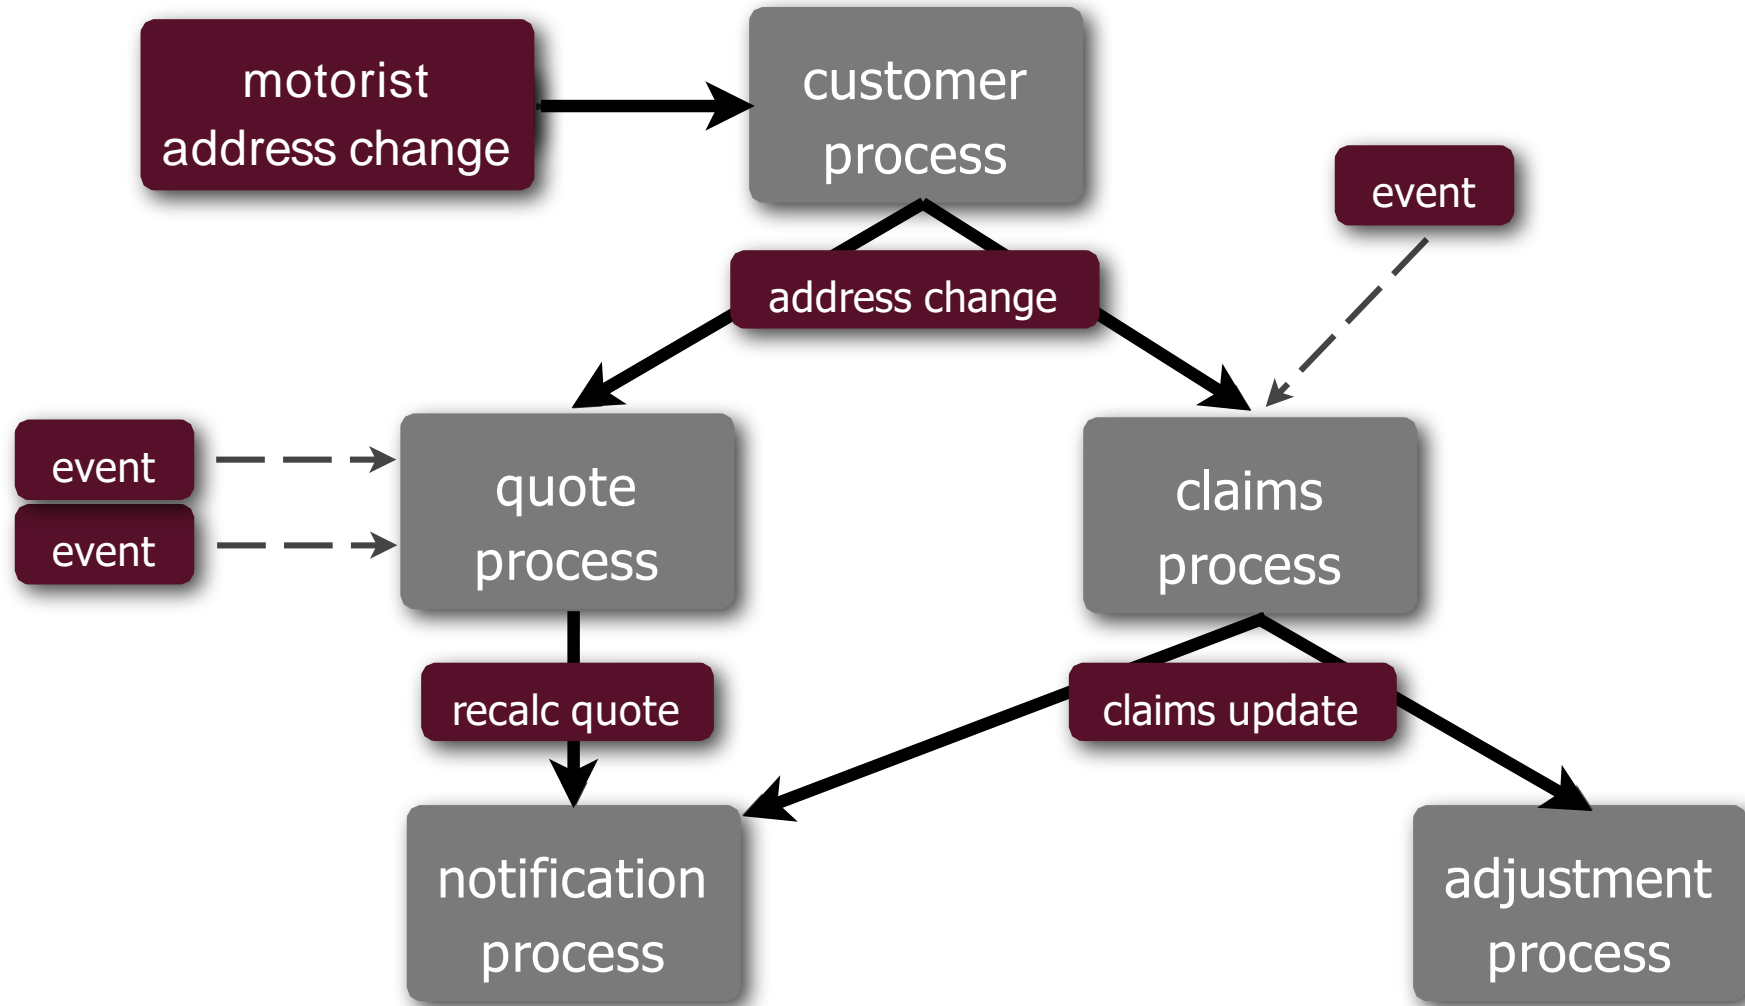 motorist
address change
customer
process
event
address change
event
event
quote
process
claims
process
recalc quote
claims update
notification
process
adjustment
process